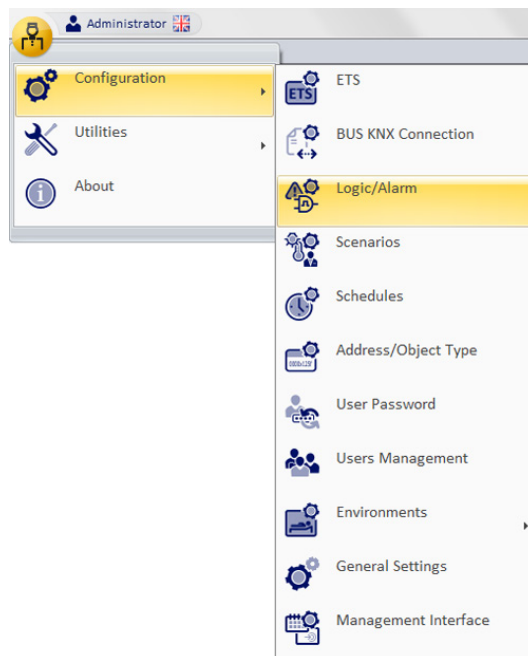 Administrator
Configuration
Utilities
About
ETS
ETS
BUS KNX Connection
Logic/Alarm
Scenarios
Schedules
Address/Object Type
User Password
Users Management
Environments
General Settings
Management Interface